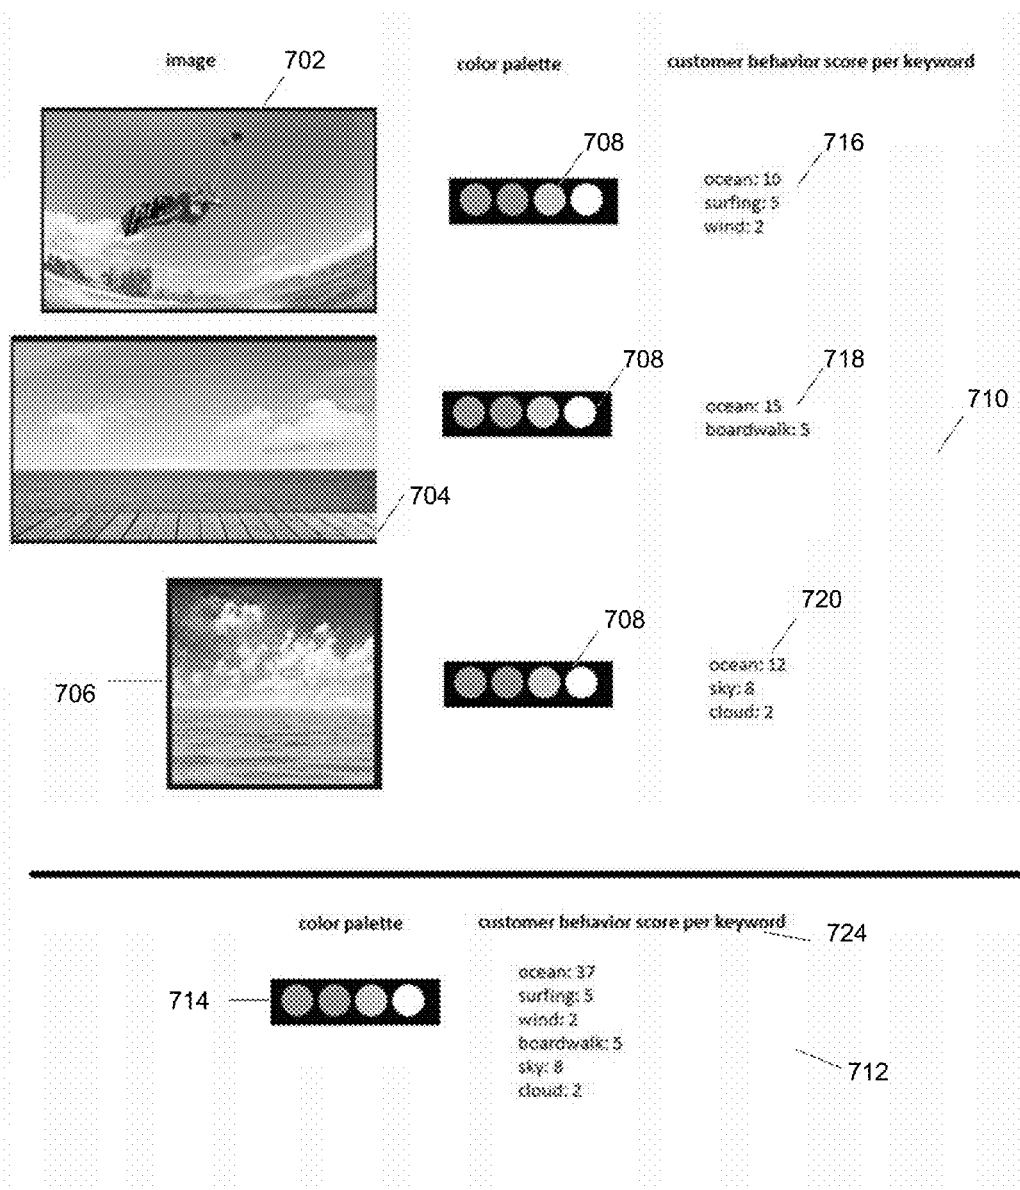 image
702
color palette
customer behavior score per keyword
708
716
ocean: 10
surfing: 5
wind: 2
708
718
710
ocean: 15
boardwalk: 5
704
720
708
ocean: 12
sky: 8
cloud: 2
706
color palette
customer behavior score per keyword
724
714
ocean: 37
surfing: 5
wind: 2
boardwalk: 5
sky: 8
cloud: 2
712